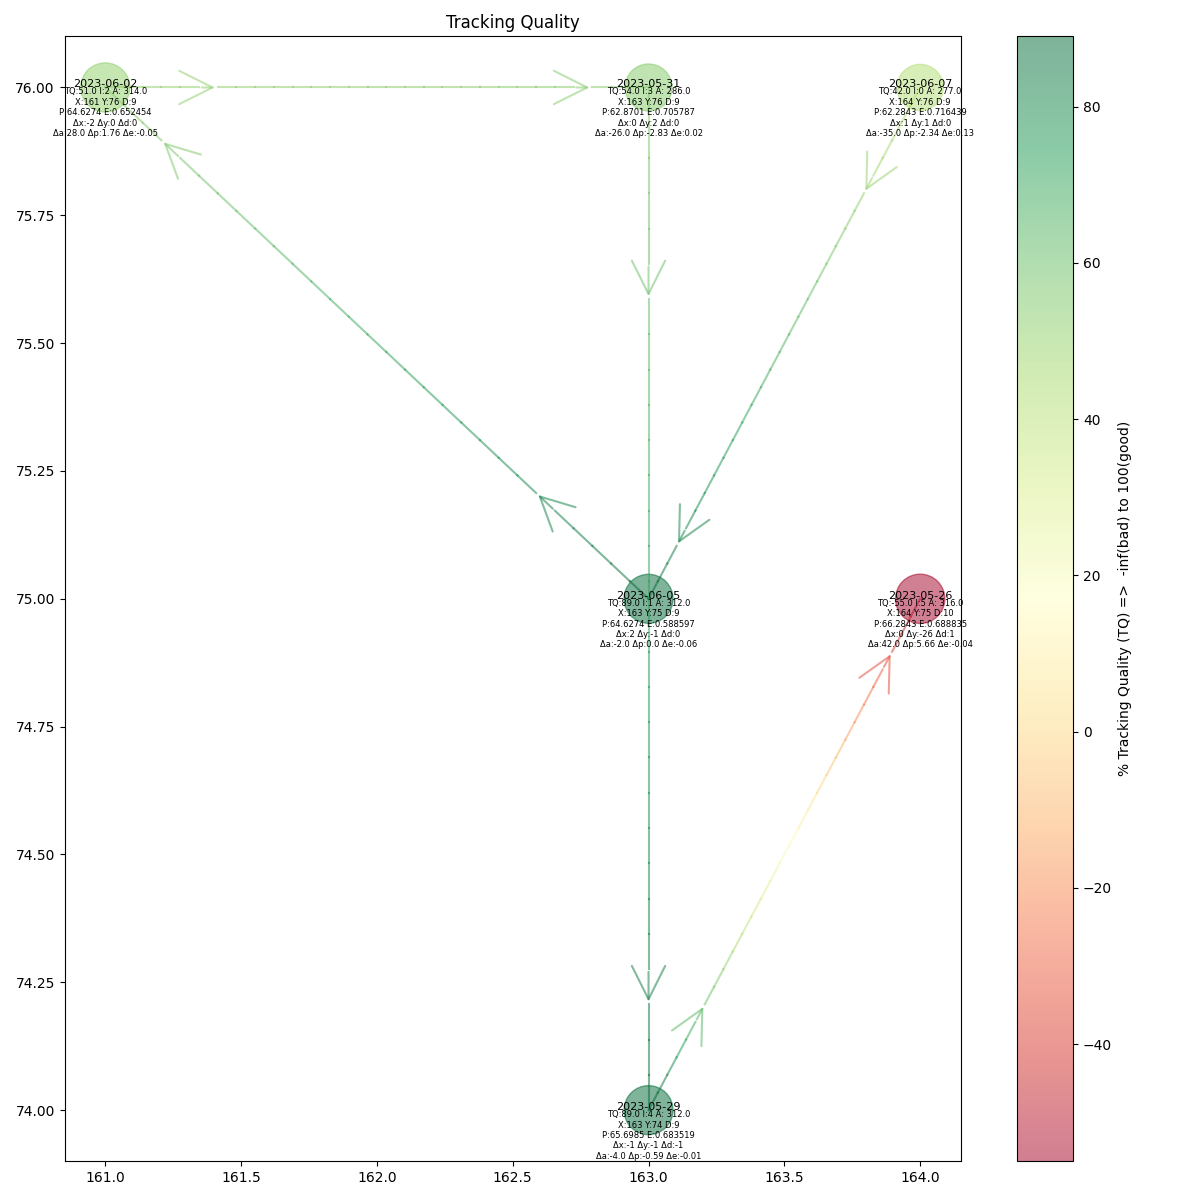 Tracking Quality
2023-06-02
TQ:51.0 I:2 A: 314.0
X:161 Y:76 D:9
P:64.6274 E:0.652454
Δx:-2 Δy:0 Δd:0
Δa:28.0 Δp:1.76 Δe:-0.05
2023-05-31
TQ:54.0 I:3 A: 286.0
X:163 Y:76 D:9
P:62.8701 E:0.705787
Δx:0 Δy:2 Δd:0
Δa:-26.0 Δp:-2.83 Δe:0.02
2023-06-07
TQ:42.0 I:0 A: 277.0
X:164 Y:76 D:9
P:62.2843 E:0.716439
Δx:1 Δy:1 Δd:0
Δa:-35.0 Δp:-2.34 Δe:0.13
2023-06-05
TQ:89.0 I:1 A: 312.0
X:163 Y:75 D:9
P:64.6274 E:0.588597
Δx:2 Δy:-1 Δd:0
Δa:-2.0 Δp:0.0 Δe:-0.06
2023-05-26
TQ:-55.0 I:5 A: 316.0
X:164 Y:75 D:10
P:66.2843 E:0.688835
Δx:0 Δy:-26 Δd:1
Δa:42.0 Δp:5.66 Δe:-0.04
2023-05-29
TQ:89.0 I:4 A: 312.0
X:163 Y:74 D:9
P:65.6985 E:0.683519
Δx:-1 Δy:-1 Δd:-1
Δa:-4.0 Δp:-0.59 Δe:-0.01
76.00
75.75
75.50
75.25
75.00
74.75
74.50
74.25
74.00
161.0
161.5
162.0
162.5
163.0
163.5
164.0
80
60
40
20
0
−20
−40
% Tracking Quality (TQ) => -inf(bad) to 100(good)